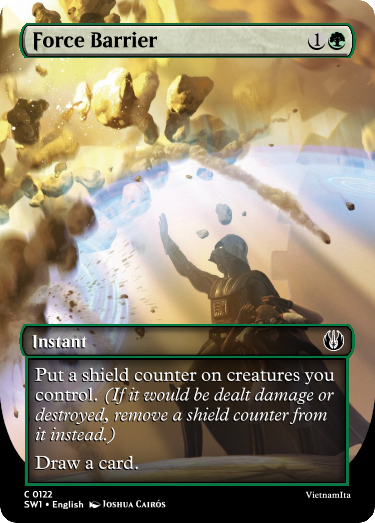 Force Barrier 1
Instant
Put a shield counter on creatures you
control. (If it would be dealt damage or
destroyed, remove a shield counter from
it instead.)
Draw a card.
C 0122
SW1 • English Joshua Cairós
VietnamIta